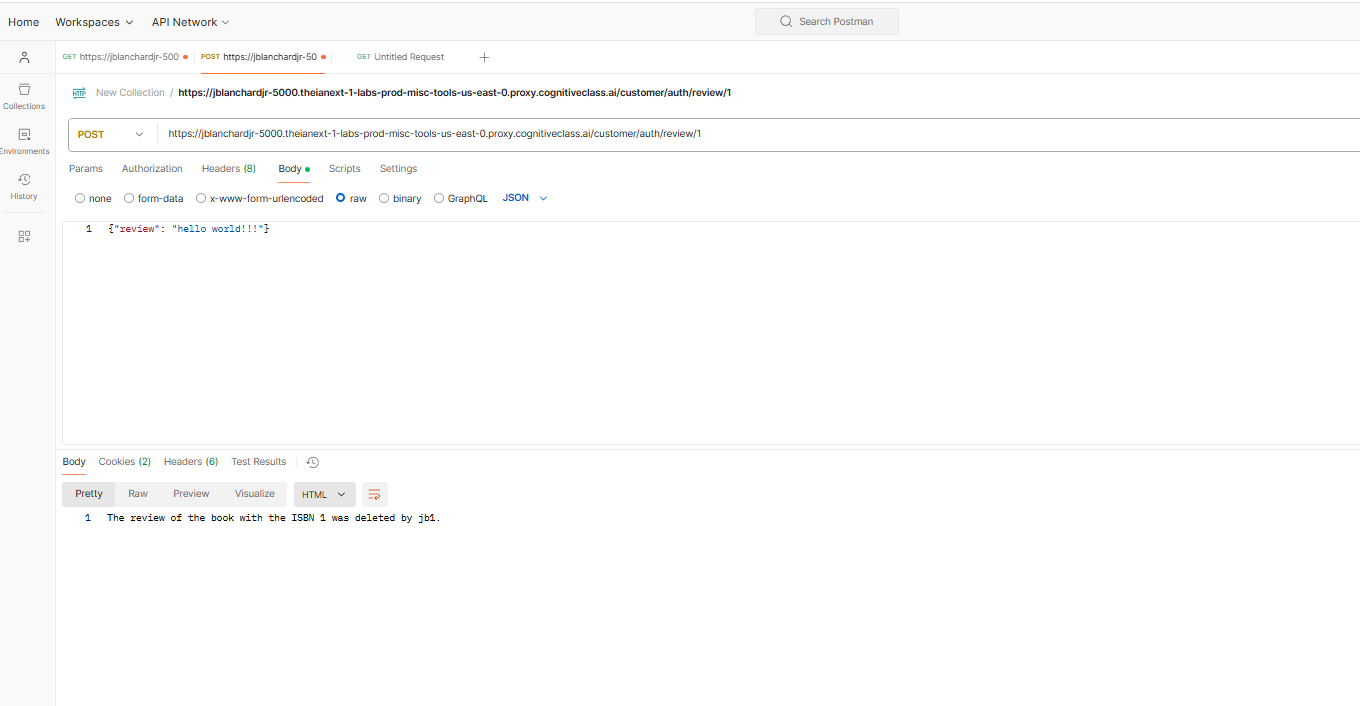 Home Workspaces API Network Search Postman
GET https://jblanchardjr-500 POST https://jblanchardjr-50 GET Untitled Request
New Collection / https://jblanchardjr-5000.theianext-1-labs-prod-misc-tools-us-east-0.proxy.cognitiveclass.ai/customer/auth/review/1
Collections
POST https://jblanchardjr-5000.theianext-1-labs-prod-misc-tools-us-east-0.proxy.cognitiveclass.ai/customer/auth/review/1
Environments
Params Authorization Headers (8) Body Scripts Settings
History
none form-data x-www-form-urlencoded raw binary GraphQL JSON
1 {"review": "hello world!!!"}
Body Cookies (2) Headers (6) Test Results
Pretty Raw Preview Visualize HTML
1 The review of the book with the ISBN 1 was deleted by jb1.